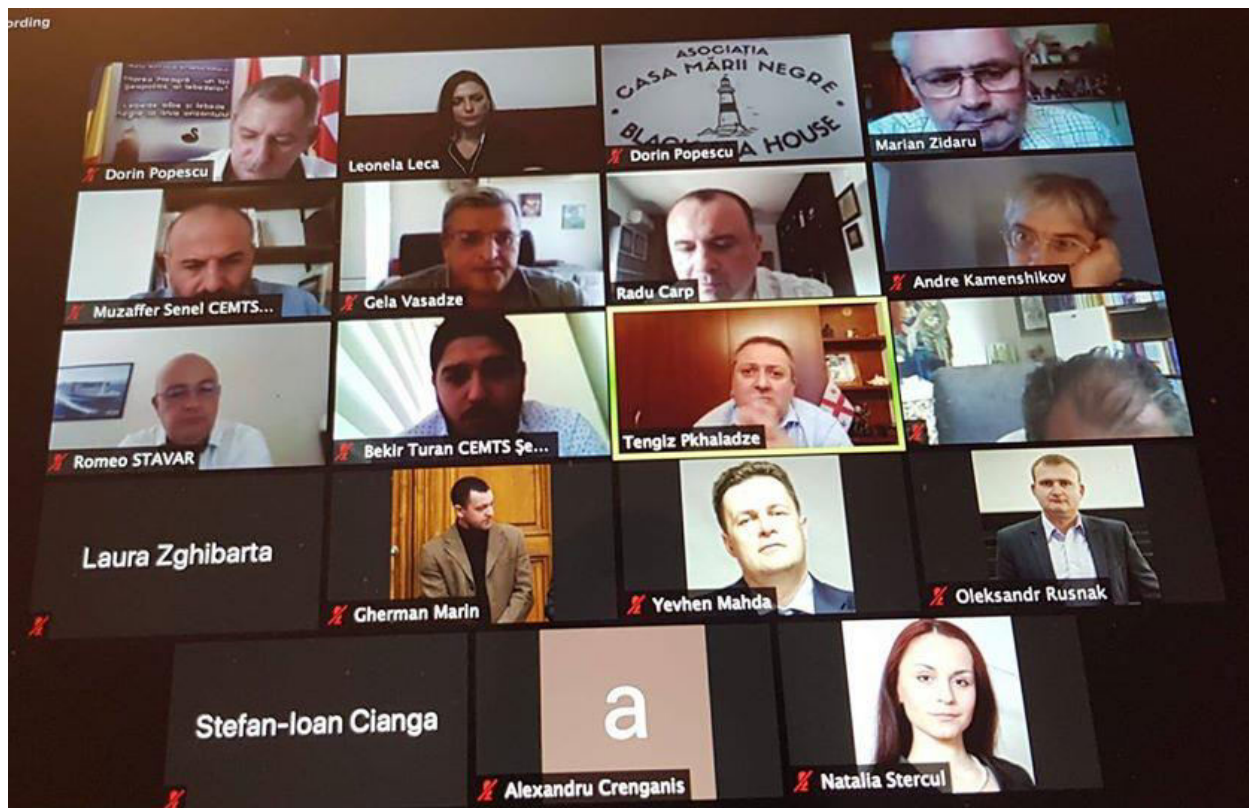 ording
Dorin Popescu
Leonela Leca
ASOCIAȚIA
CASA MĂRII NEGRE
Dorin Popescu
HOUSE
Marian Zidaru
Muzaffer Senel CEMTS...
Gela Vasadze
Radu Carp
Andre Kamenshikov
Romeo STAVAR
Bekir Turan CEMTS Şe...
Tengiz Pkhaladze
Laura Zghibarta
Gherman Marin
Yevhen Mahda
Oleksandr Rusnak
Stefan-Ioan Cianga
a
Alexandru Crenganis
Natalia Stercul